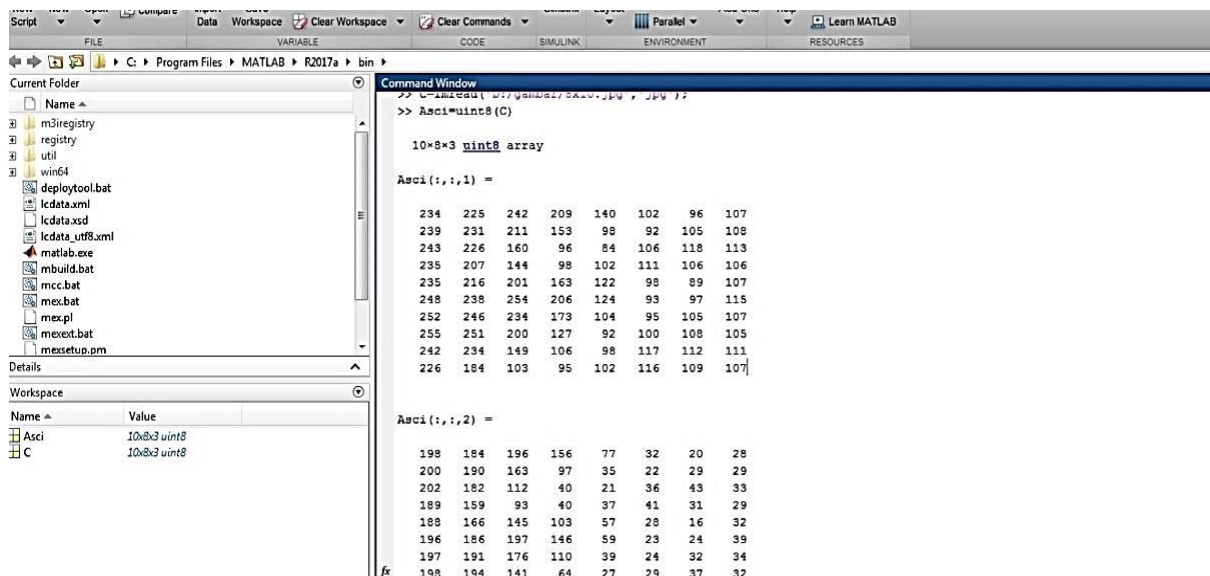 Script
Compare
Data Workspace Clear Workspace
Clear Commands
Parallel
Learn MATLAB
FILE VARIABLE CODE SIMULINK ENVIRONMENT RESOURCES
C: Program Files MATLAB R2017a bin
Current Folder
Name
m3iregistry
registry
util
win64
deploytool.bat
lcdata.xml
lcdata.xsd
lcdata_utf8.xml
matlab.exe
mbuild.bat
mcc.bat
mex.bat
mex.pl
mexext.bat
mexsetup.pm
Details
Workspace
Name Value
Asci 10x8x3 uint8
C 10x8x3 uint8
Command Window
>> Asci=uint8(C)
10×8×3 uint8 array
Asci(:,:,1) =
234 225 242 209 140 102 96 107
239 231 211 153 98 92 105 108
243 226 160 96 84 106 118 113
235 207 144 98 102 111 106 106
235 216 201 163 122 98 89 107
248 238 254 206 124 93 97 115
252 246 234 173 104 95 105 107
255 251 200 127 92 100 108 105
242 234 149 106 98 117 112 111
226 184 103 95 102 116 109 107
Asci(:,:,2) =
198 184 196 156 77 32 20 28
200 190 163 97 35 22 29 29
202 182 112 40 21 36 43 33
189 159 93 40 37 41 31 29
188 166 145 103 57 28 16 32
196 186 197 146 59 23 24 39
197 191 176 110 39 24 32 34
198 194 141 64 27 29 37 32
fx